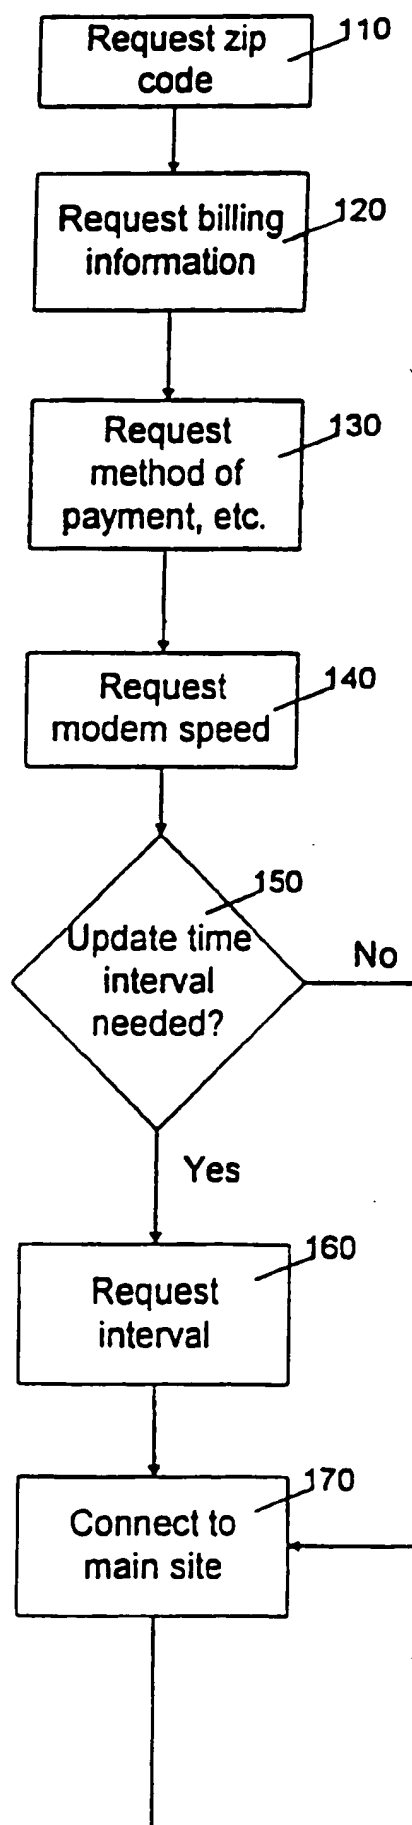 Request zip
code
110
Request billing
information
120
Request
method of
payment, etc.
130
Request
modem speed
140
150
Update time
interval
needed?
No
Yes
160
Request
interval
170
Connect to
main site